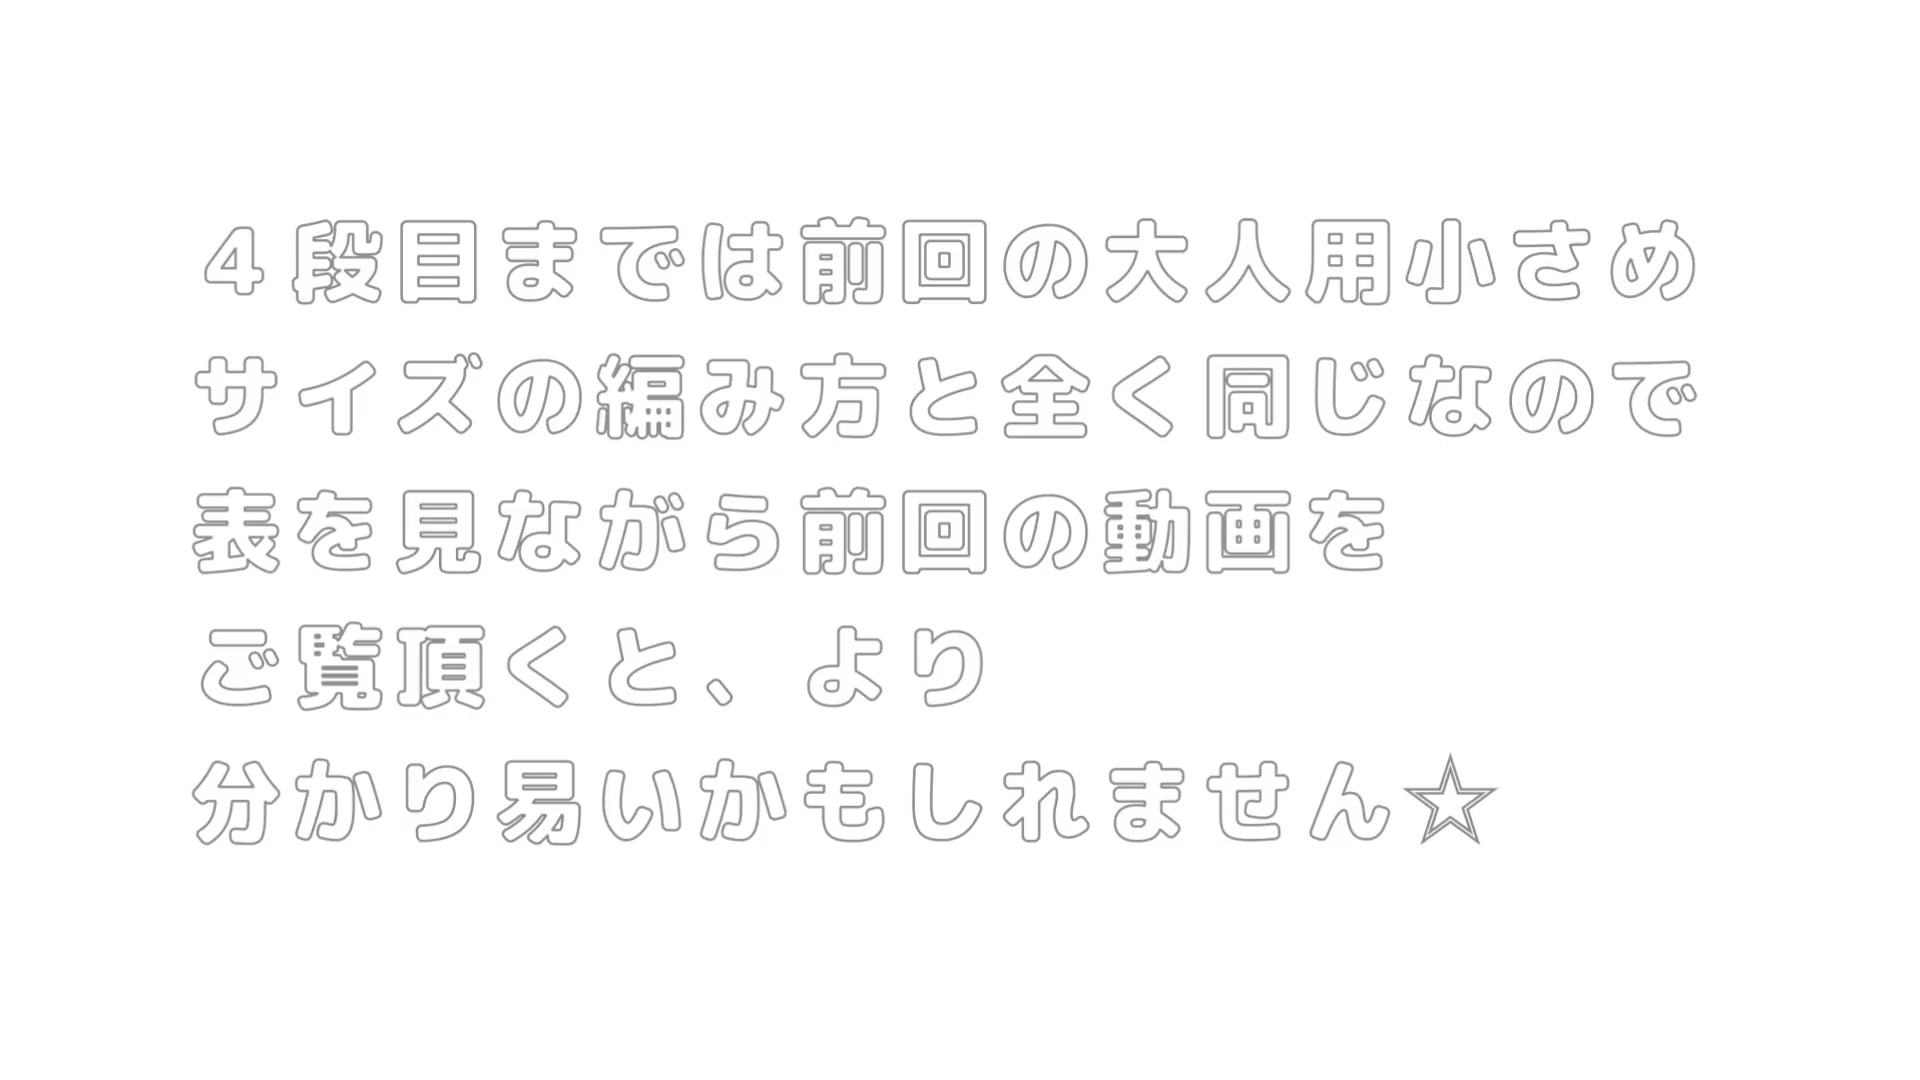 ４段目までは前回の大人用小さめ
サイズの編み方と全く同じなので
表を見ながら前回の動画を
ご覧頂くと、より
分かり易いかもしれません☆